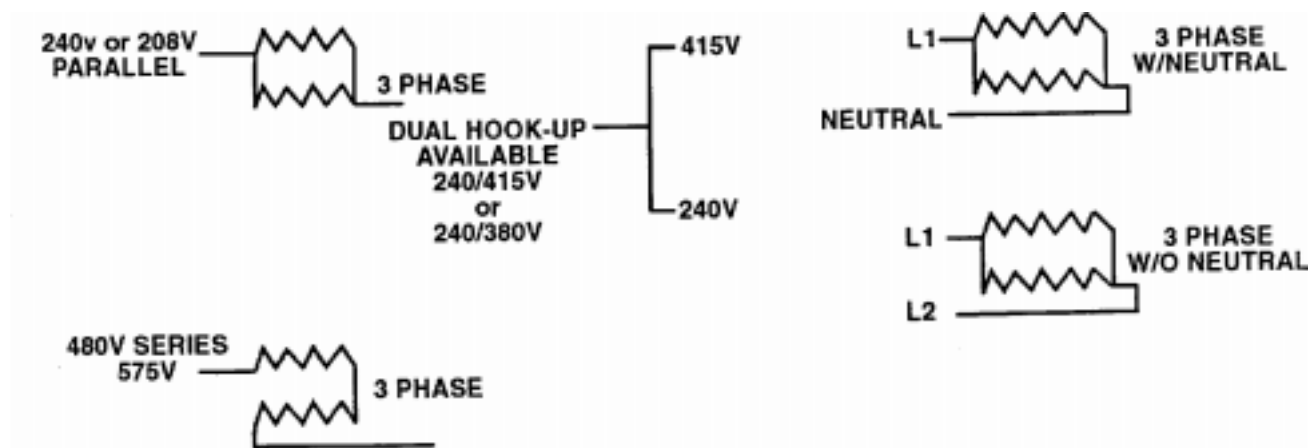 240v or 208V
PARALLEL
3 PHASE
DUAL HOOK-UP
AVAILABLE
240/415V
or
240/380V
415V
240V
L1
3 PHASE
W/NEUTRAL
NEUTRAL
L1
3 PHASE
W/O NEUTRAL
L2
480V SERIES
575V
3 PHASE